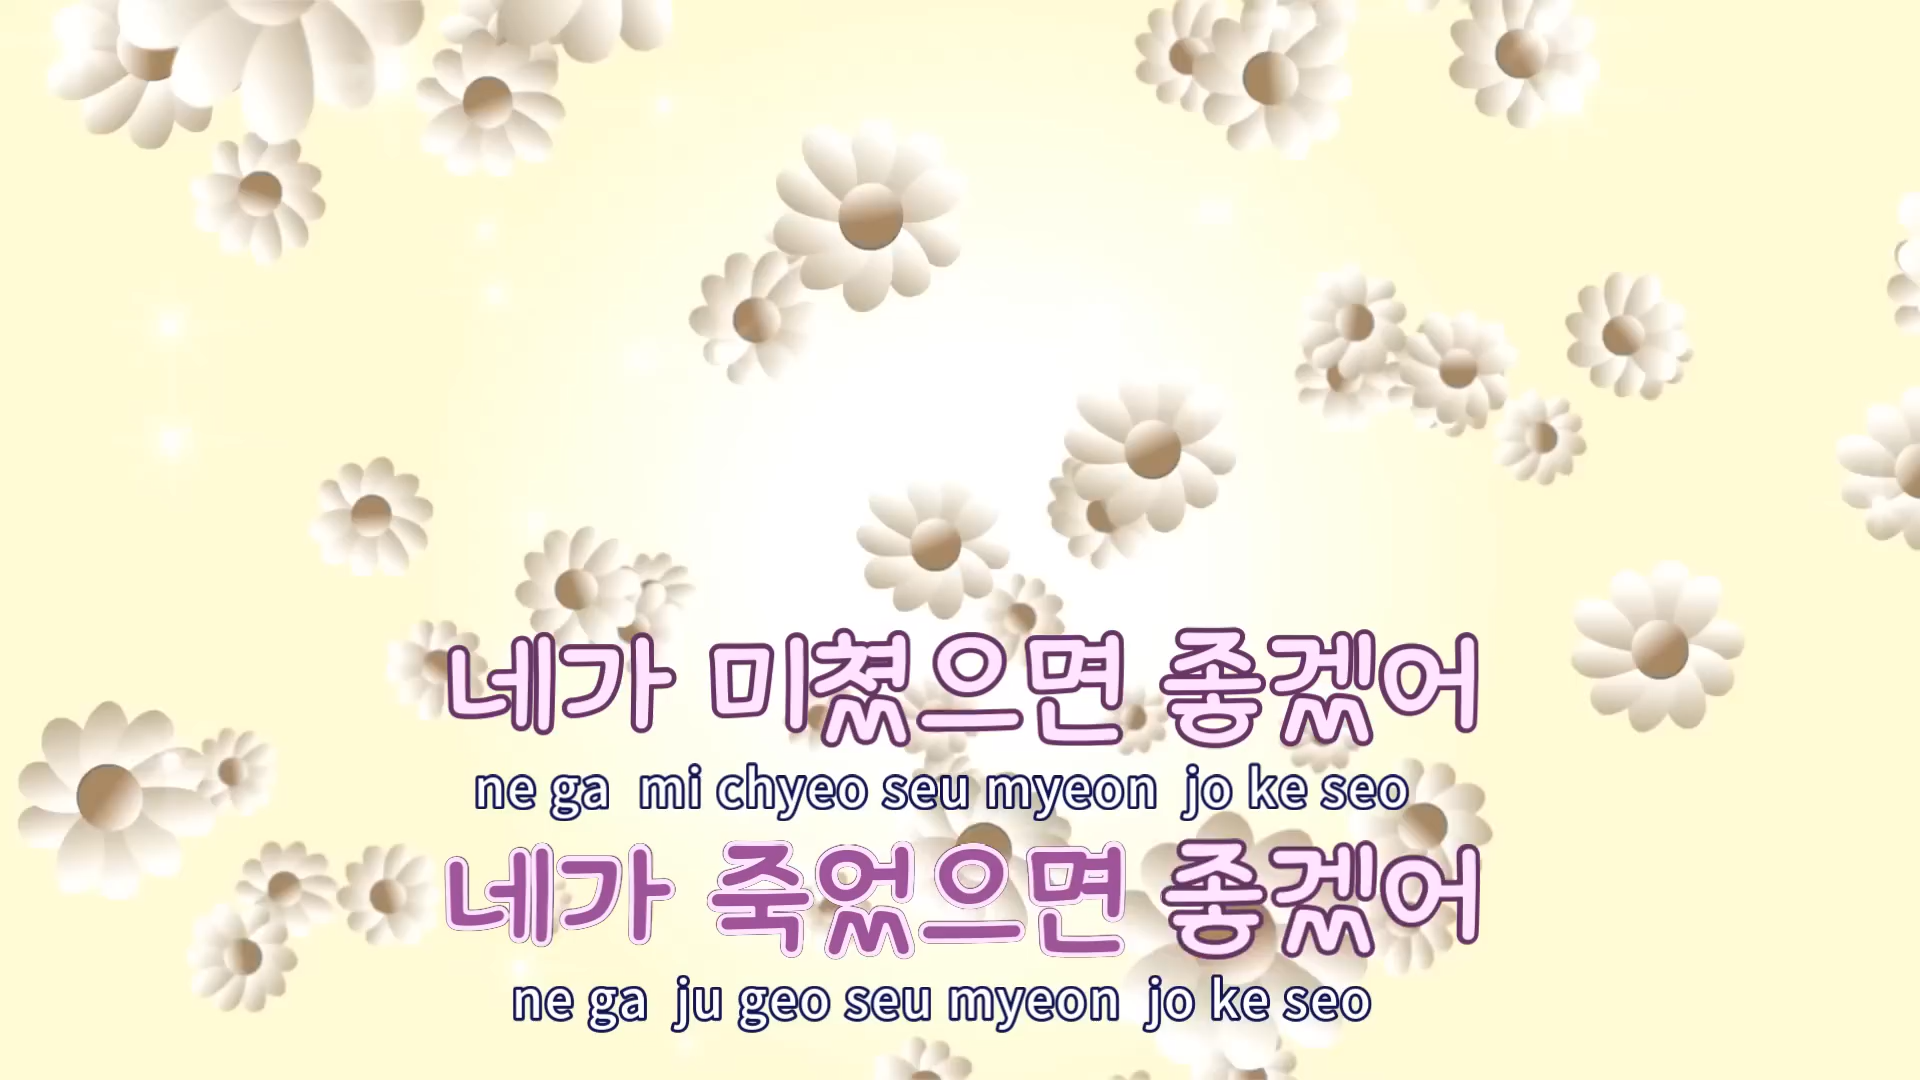 네가 미쳤으면 좋겠어
ne ga mi chyeo seu myeon jo ke seo
네가 죽었으면 좋겠어
ne ga ju geo seu myeon jo ke seo